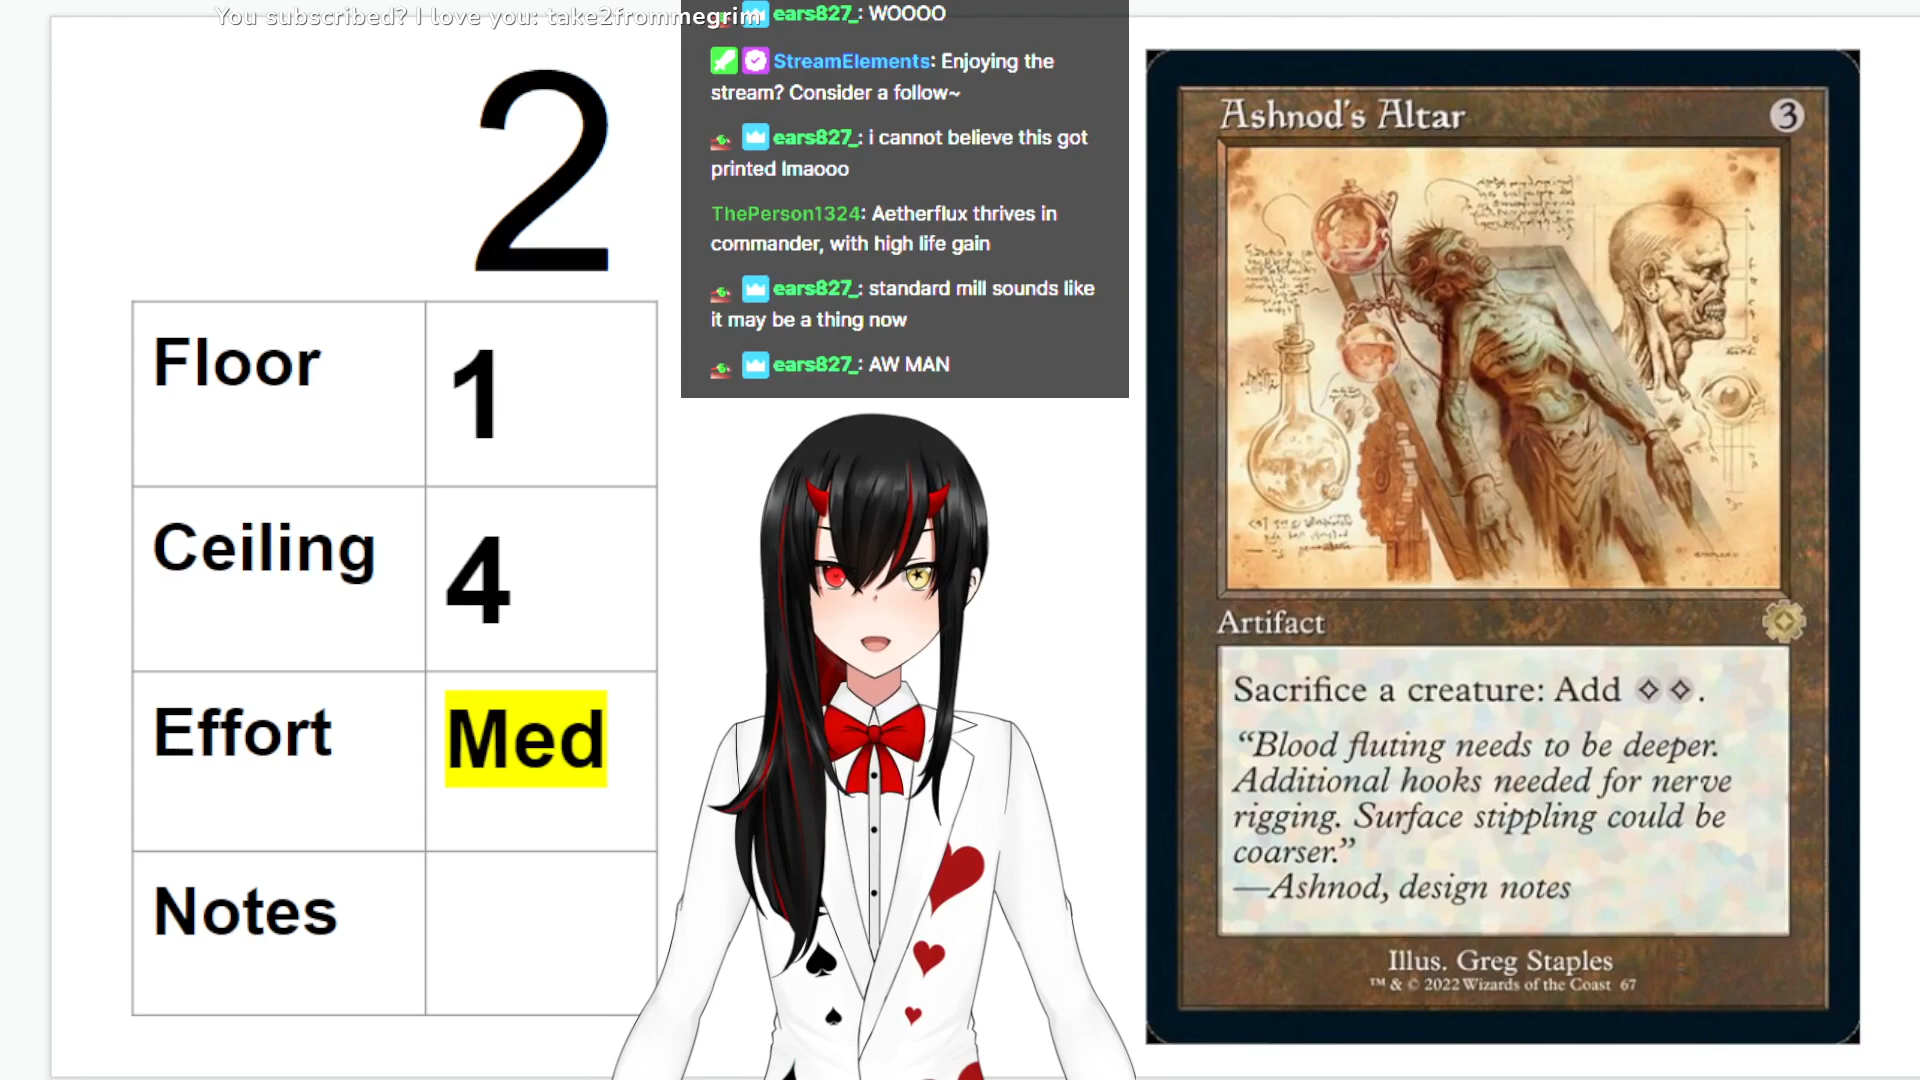 You subscribed? I love you: take2frommegrim
2
Floor 1
Ceiling 4
Effort Med
Notes
ears827_: WOOOO
StreamElements: Enjoying the
stream? Consider a follow~
ears827_: i cannot believe this got
printed lmaooo
ThePerson1324: Aetherflux thrives in
commander, with high life gain
ears827_: standard mill sounds like
it may be a thing now
ears827_: AW MAN
Ashnod's Altar 3
Artifact
Sacrifice a creature: Add ◇◇.
“Blood fluting needs to be deeper.
Additional hooks needed for nerve
rigging. Surface stippling could be
coarser.”
—Ashnod, design notes
Illus. Greg Staples
™ & © 2022 Wizards of the Coast 67